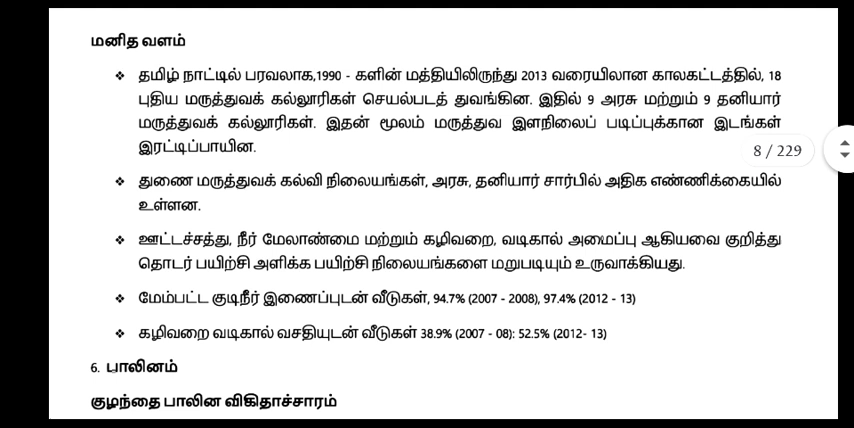 மனித வளம்
❖ தமிழ் நாட்டில் பரவலாக,1990 - களின் மத்தியிலிருந்து 2013 வரையிலான காலகட்டத்தில், 18
புதிய மருத்துவக் கல்லூரிகள் செயல்படத் துவங்கின. இதில் 9 அரசு மற்றும் 9 தனியார்
மருத்துவக் கல்லூரிகள். இதன் மூலம் மருத்துவ இளநிலைப் படிப்புக்கான இடங்கள்
இரட்டிப்பாயின.
8 / 229
❖ துணை மருத்துவக் கல்வி நிலையங்கள், அரசு, தனியார் சார்பில் அதிக எண்ணிக்கையில்
உள்ளன.
❖ ஊட்டச்சத்து, நீர் மேலாண்மை மற்றும் கழிவறை, வடிகால் அமைப்பு ஆகியவை குறித்து
தொடர் பயிற்சி அளிக்க பயிற்சி நிலையங்களை மறுபடியும் உருவாக்கியது.
❖ மேம்பட்ட குடிநீர் இணைப்புடன் வீடுகள், 94.7% (2007 - 2008), 97.4% (2012 - 13)
❖ கழிவறை வடிகால் வசதியுடன் வீடுகள் 38.9% (2007 - 08): 52.5% (2012- 13)
6. பாலினம்
குழந்தை பாலின விகிதாச்சாரம்